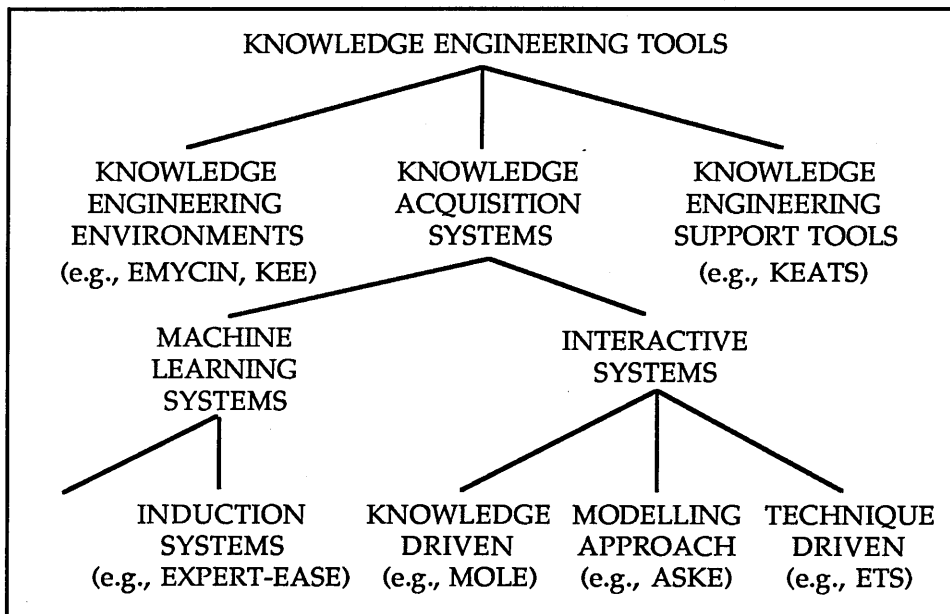 KNOWLEDGE ENGINEERING TOOLS
KNOWLEDGE
ENGINEERING
ENVIRONMENTS
(e.g., EMYCIN, KEE)
KNOWLEDGE
ACQUISITION
SYSTEMS
KNOWLEDGE
ENGINEERING
SUPPORT TOOLS
(e.g., KEATS)
MACHINE
LEARNING
SYSTEMS
INTERACTIVE
SYSTEMS
INDUCTION
SYSTEMS
(e.g., EXPERT-EASE)
KNOWLEDGE
DRIVEN
(e.g., MOLE)
MODELLING
APPROACH
(e.g., ASKE)
TECHNIQUE
DRIVEN
(e.g., ETS)